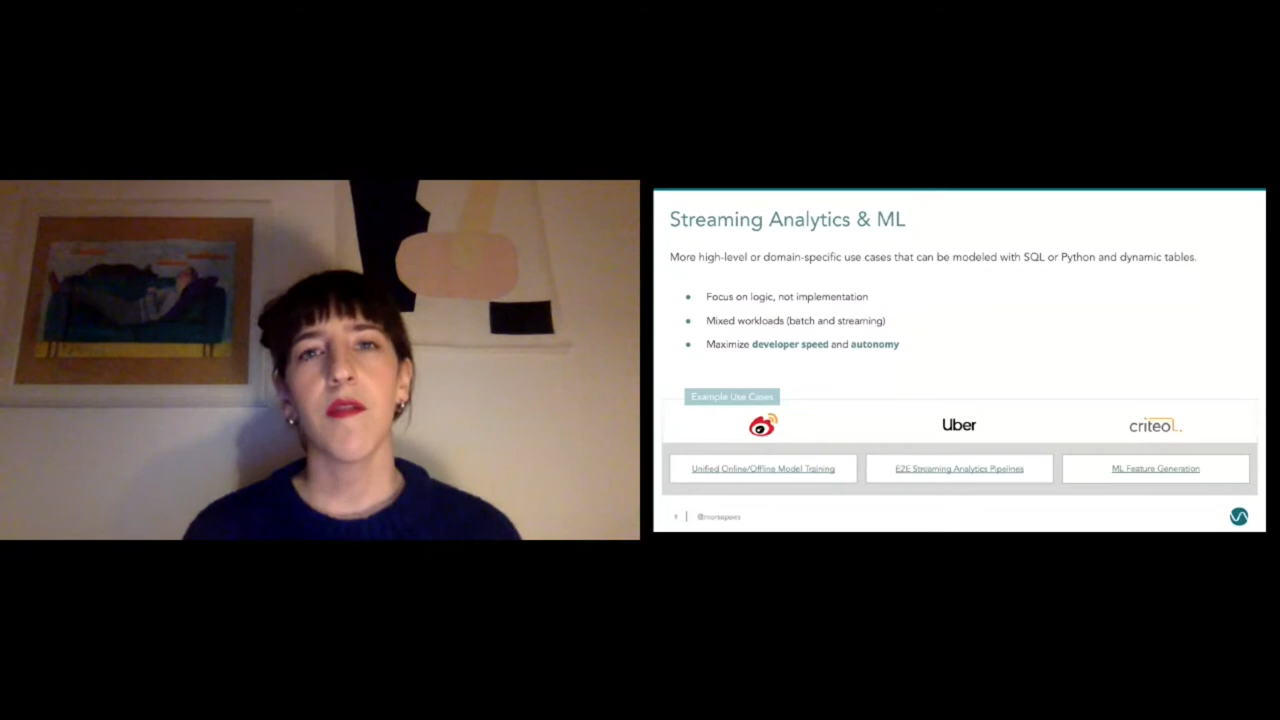 Streaming Analytics & ML
More high-level or domain-specific use cases that can be modeled with SQL or Python and dynamic tables.
Focus on logic, not implementation
Mixed workloads (batch and streaming)
Maximize developer speed and autonomy
Example Use Cases
Uber
criteo
Unified Online/Offline Model Training
E2E Streaming Analytics Pipelines
ML Feature Generation
9 | @morsapaes